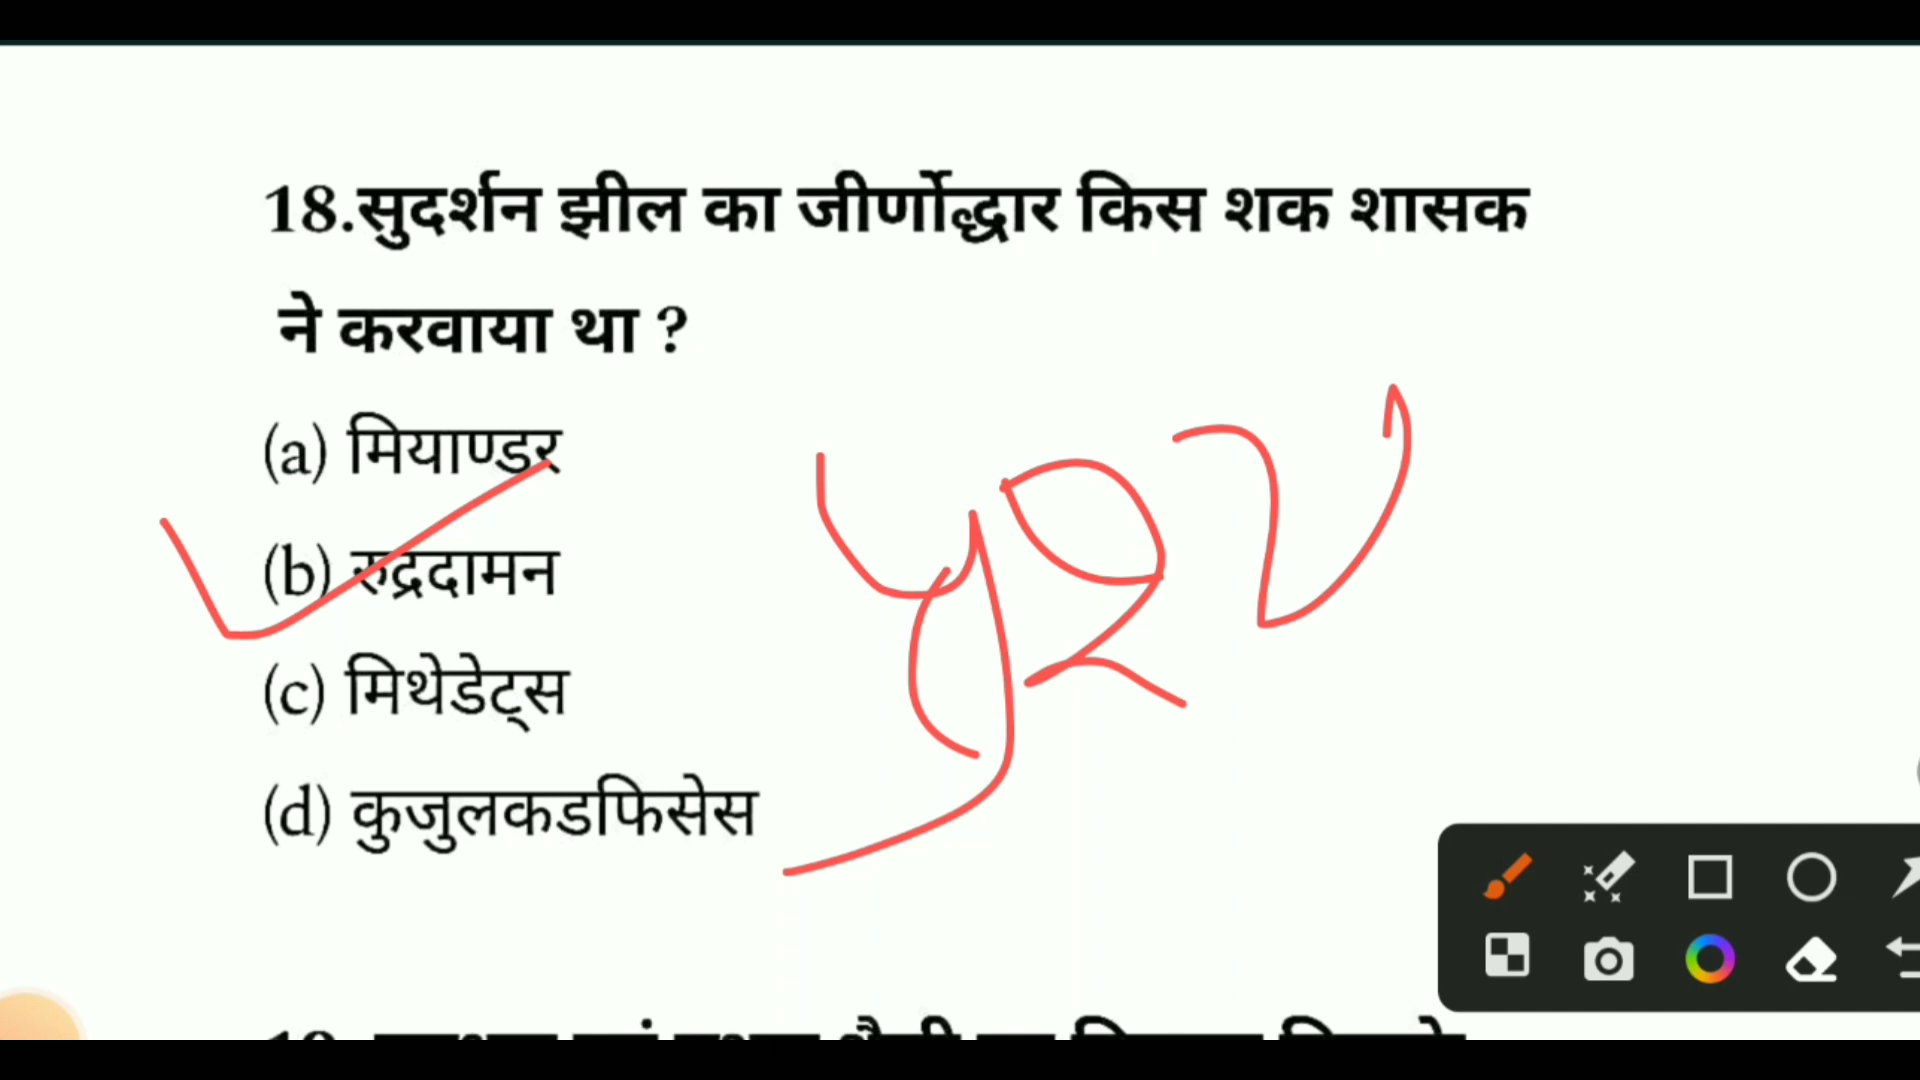 18.सुदर्शन झील का जीर्णोद्धार किस शक शासक
ने करवाया था ?
(a) मियाण्डर
(b) रुद्रदामन
(c) मिथेडेट्स
(d) कुजुलकडफिसेस